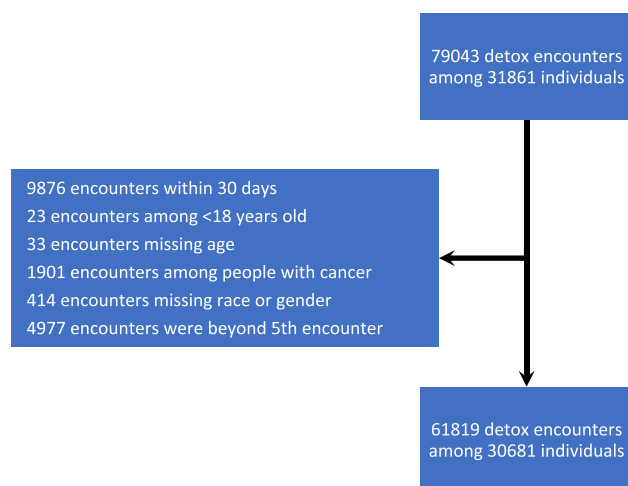 79043 detox encounters
among 31861 individuals
9876 encounters within 30 days
23 encounters among <18 years old
33 encounters missing age
1901 encounters among people with cancer
414 encounters missing race or gender
4977 encounters were beyond 5th encounter
61819 detox encounters
among 30681 individuals